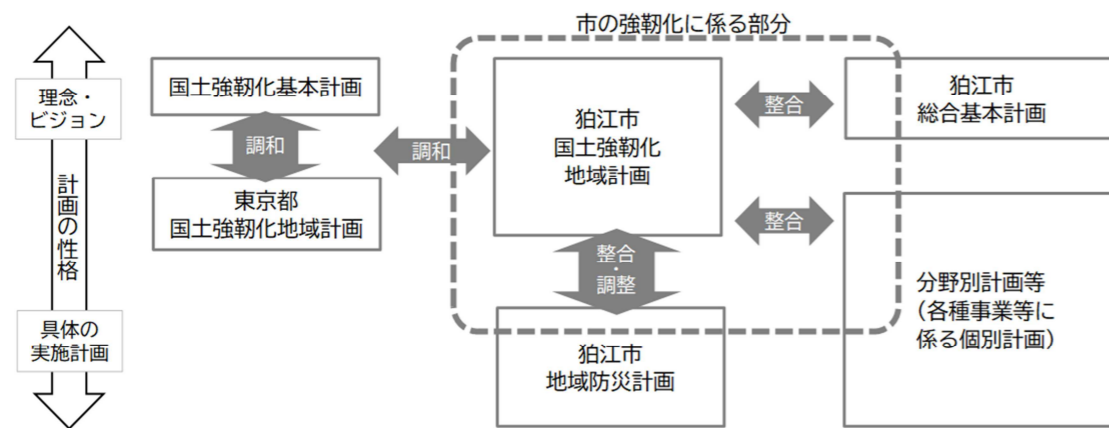 市の強靭化に係る部分
理念・
ビジョン
計画の性格
具体の
実施計画
国土強靭化基本計画
調和
東京都
国土強靭化地域計画
調和
狛江市
国土強靭化
地域計画
整合
・
調整
狛江市
地域防災計画
整合
狛江市
総合基本計画
整合
分野別計画等
（各種事業等に
係る個別計画）